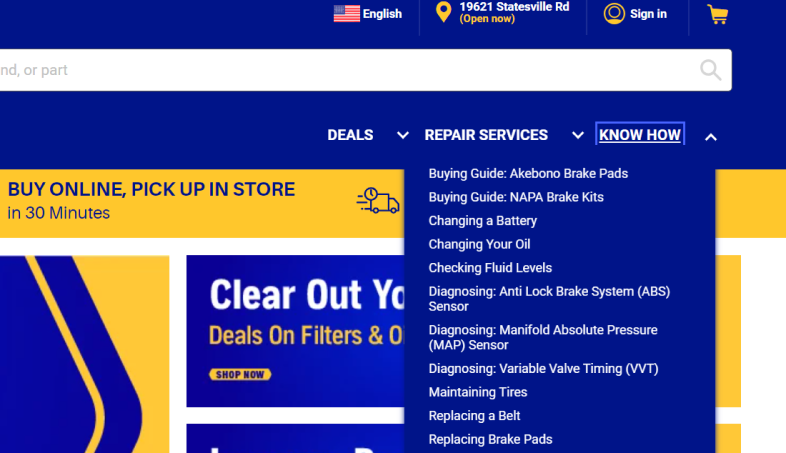 English
19621 Statesville Rd
(Open now)
Sign in
nd, or part
DEALS
REPAIR SERVICES
KNOW HOW
BUY ONLINE, PICK UP IN STORE
in 30 Minutes
Buying Guide: Akebono Brake Pads
Buying Guide: NAPA Brake Kits
Changing a Battery
Changing Your Oil
Checking Fluid Levels
Diagnosing: Anti Lock Brake System (ABS)
Sensor
Diagnosing: Manifold Absolute Pressure
(MAP) Sensor
Diagnosing: Variable Valve Timing (VVT)
Maintaining Tires
Replacing a Belt
Replacing Brake Pads
Clear Out Yo
Deals On Filters & O
SHOP NOW